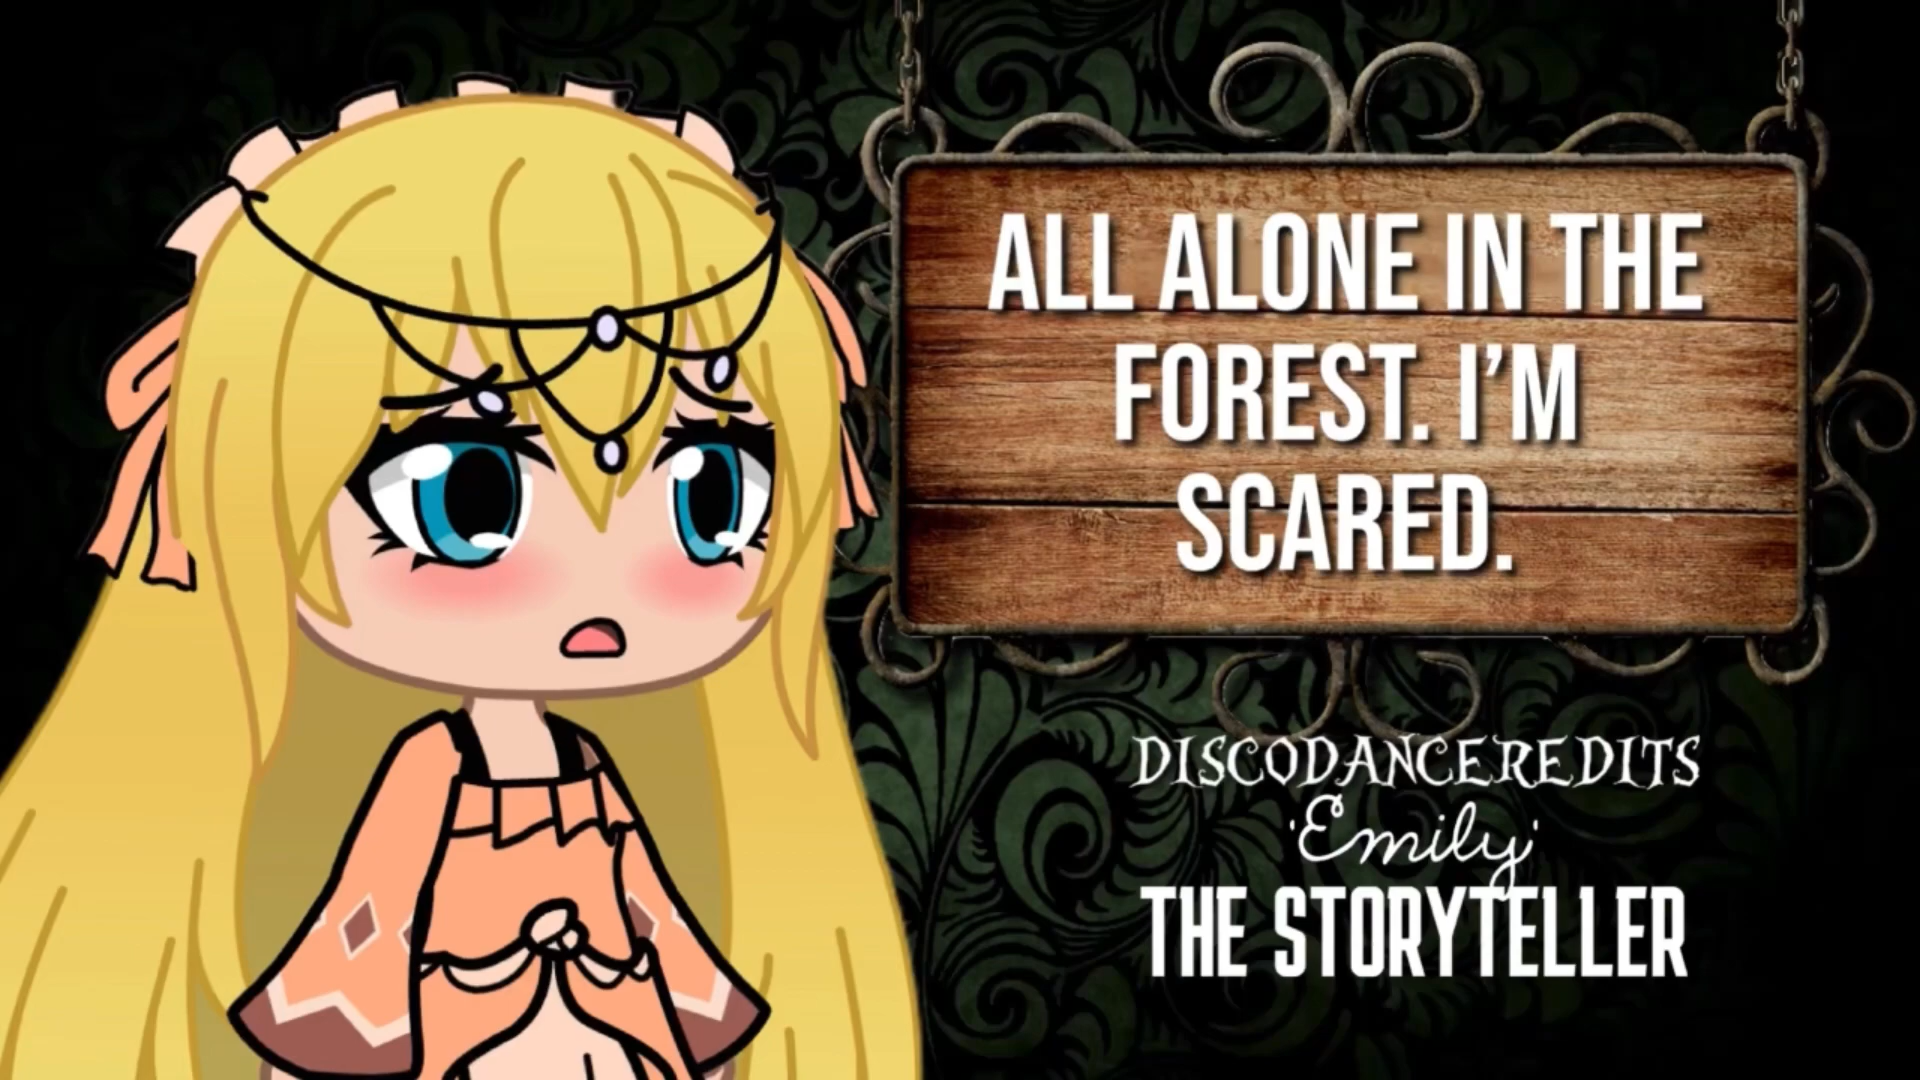 ALL ALONE IN THE
FOREST. I’M
SCARED.
DISCODANCEREDITS
'Emily'
THE STORYTELLER